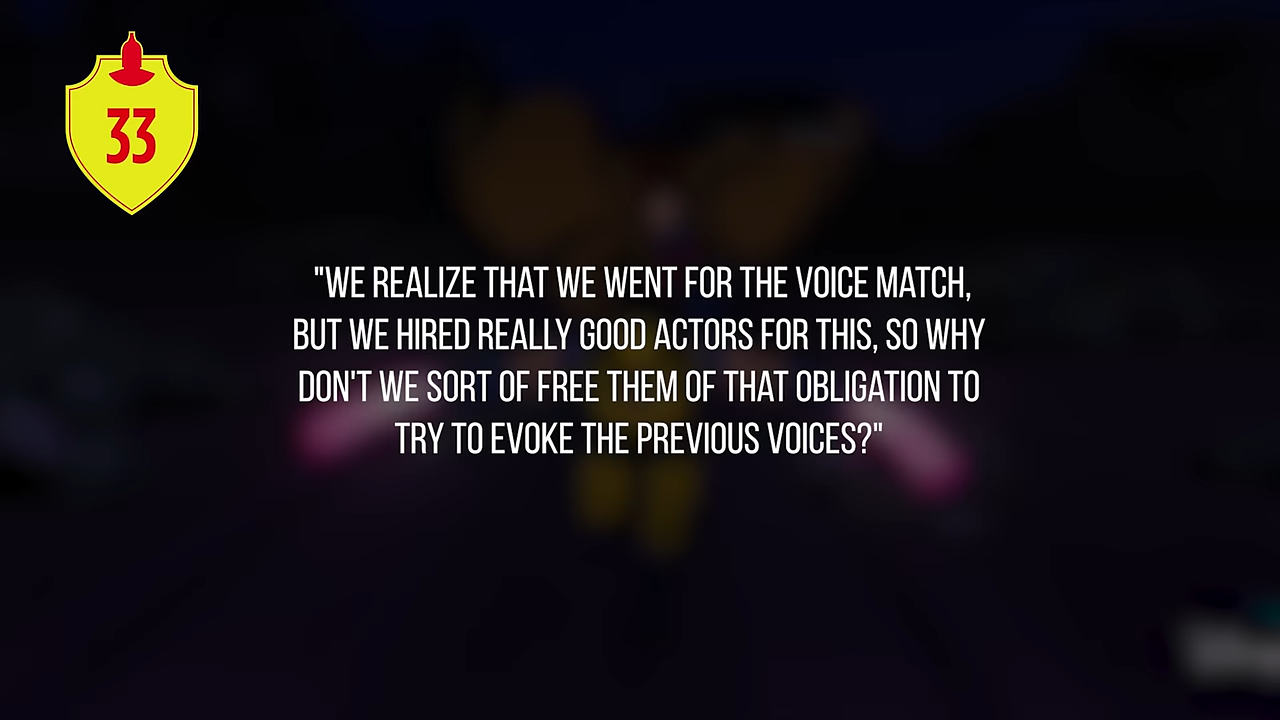 33
"WE REALIZE THAT WE WENT FOR THE VOICE MATCH,
BUT WE HIRED REALLY GOOD ACTORS FOR THIS, SO WHY
DON'T WE SORT OF FREE THEM OF THAT OBLIGATION TO
TRY TO EVOKE THE PREVIOUS VOICES?"